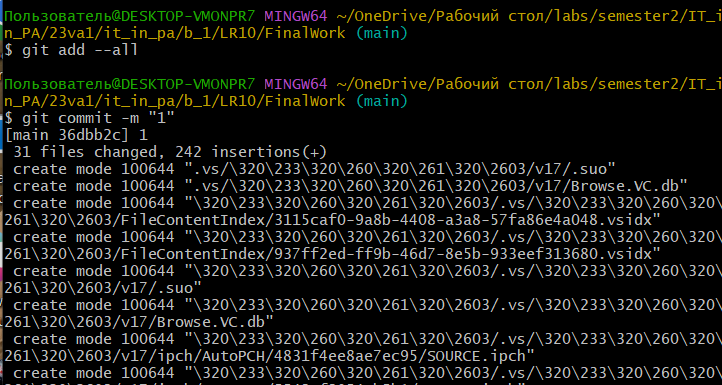 Пользователь@DESKTOP-VMONPR7 MINGW64 ~/OneDrive/Рабочий стол/labs/semester2/IT_i
n_PA/23va1/it_in_pa/b_1/LR10/FinalWork (main)
$ git add --all
Пользователь@DESKTOP-VMONPR7 MINGW64 ~/OneDrive/Рабочий стол/labs/semester2/IT_i
n_PA/23va1/it_in_pa/b_1/LR10/FinalWork (main)
$ git commit -m "1"
[main 36dbb2c] 1
 31 files changed, 242 insertions(+)
 create mode 100644 ".vs/\320\233\320\260\320\261\320\2603/v17/.suo"
 create mode 100644 ".vs/\320\233\320\260\320\261\320\2603/v17/Browse.VC.db"
 create mode 100644 "\320\233\320\260\320\261\320\2603/.vs/\320\233\320\260\320\
261\320\2603/FileContentIndex/3115caf0-9a8b-4408-a3a8-57fa86e4a048.vsidx"
 create mode 100644 "\320\233\320\260\320\261\320\2603/.vs/\320\233\320\260\320\
261\320\2603/FileContentIndex/937ff2ed-ff9b-46d7-8e5b-933eef313680.vsidx"
 create mode 100644 "\320\233\320\260\320\261\320\2603/.vs/\320\233\320\260\320\
261\320\2603/v17/.suo"
 create mode 100644 "\320\233\320\260\320\261\320\2603/.vs/\320\233\320\260\320\
261\320\2603/v17/Browse.VC.db"
 create mode 100644 "\320\233\320\260\320\261\320\2603/.vs/\320\233\320\260\320\
261\320\2603/v17/ipch/AutoPCH/4831f4ee8ae7ec95/SOURCE.ipch"
 create mode 100644 "\320\233\320\260\320\261\320\2603/.vs/\320\233\320\260\320\